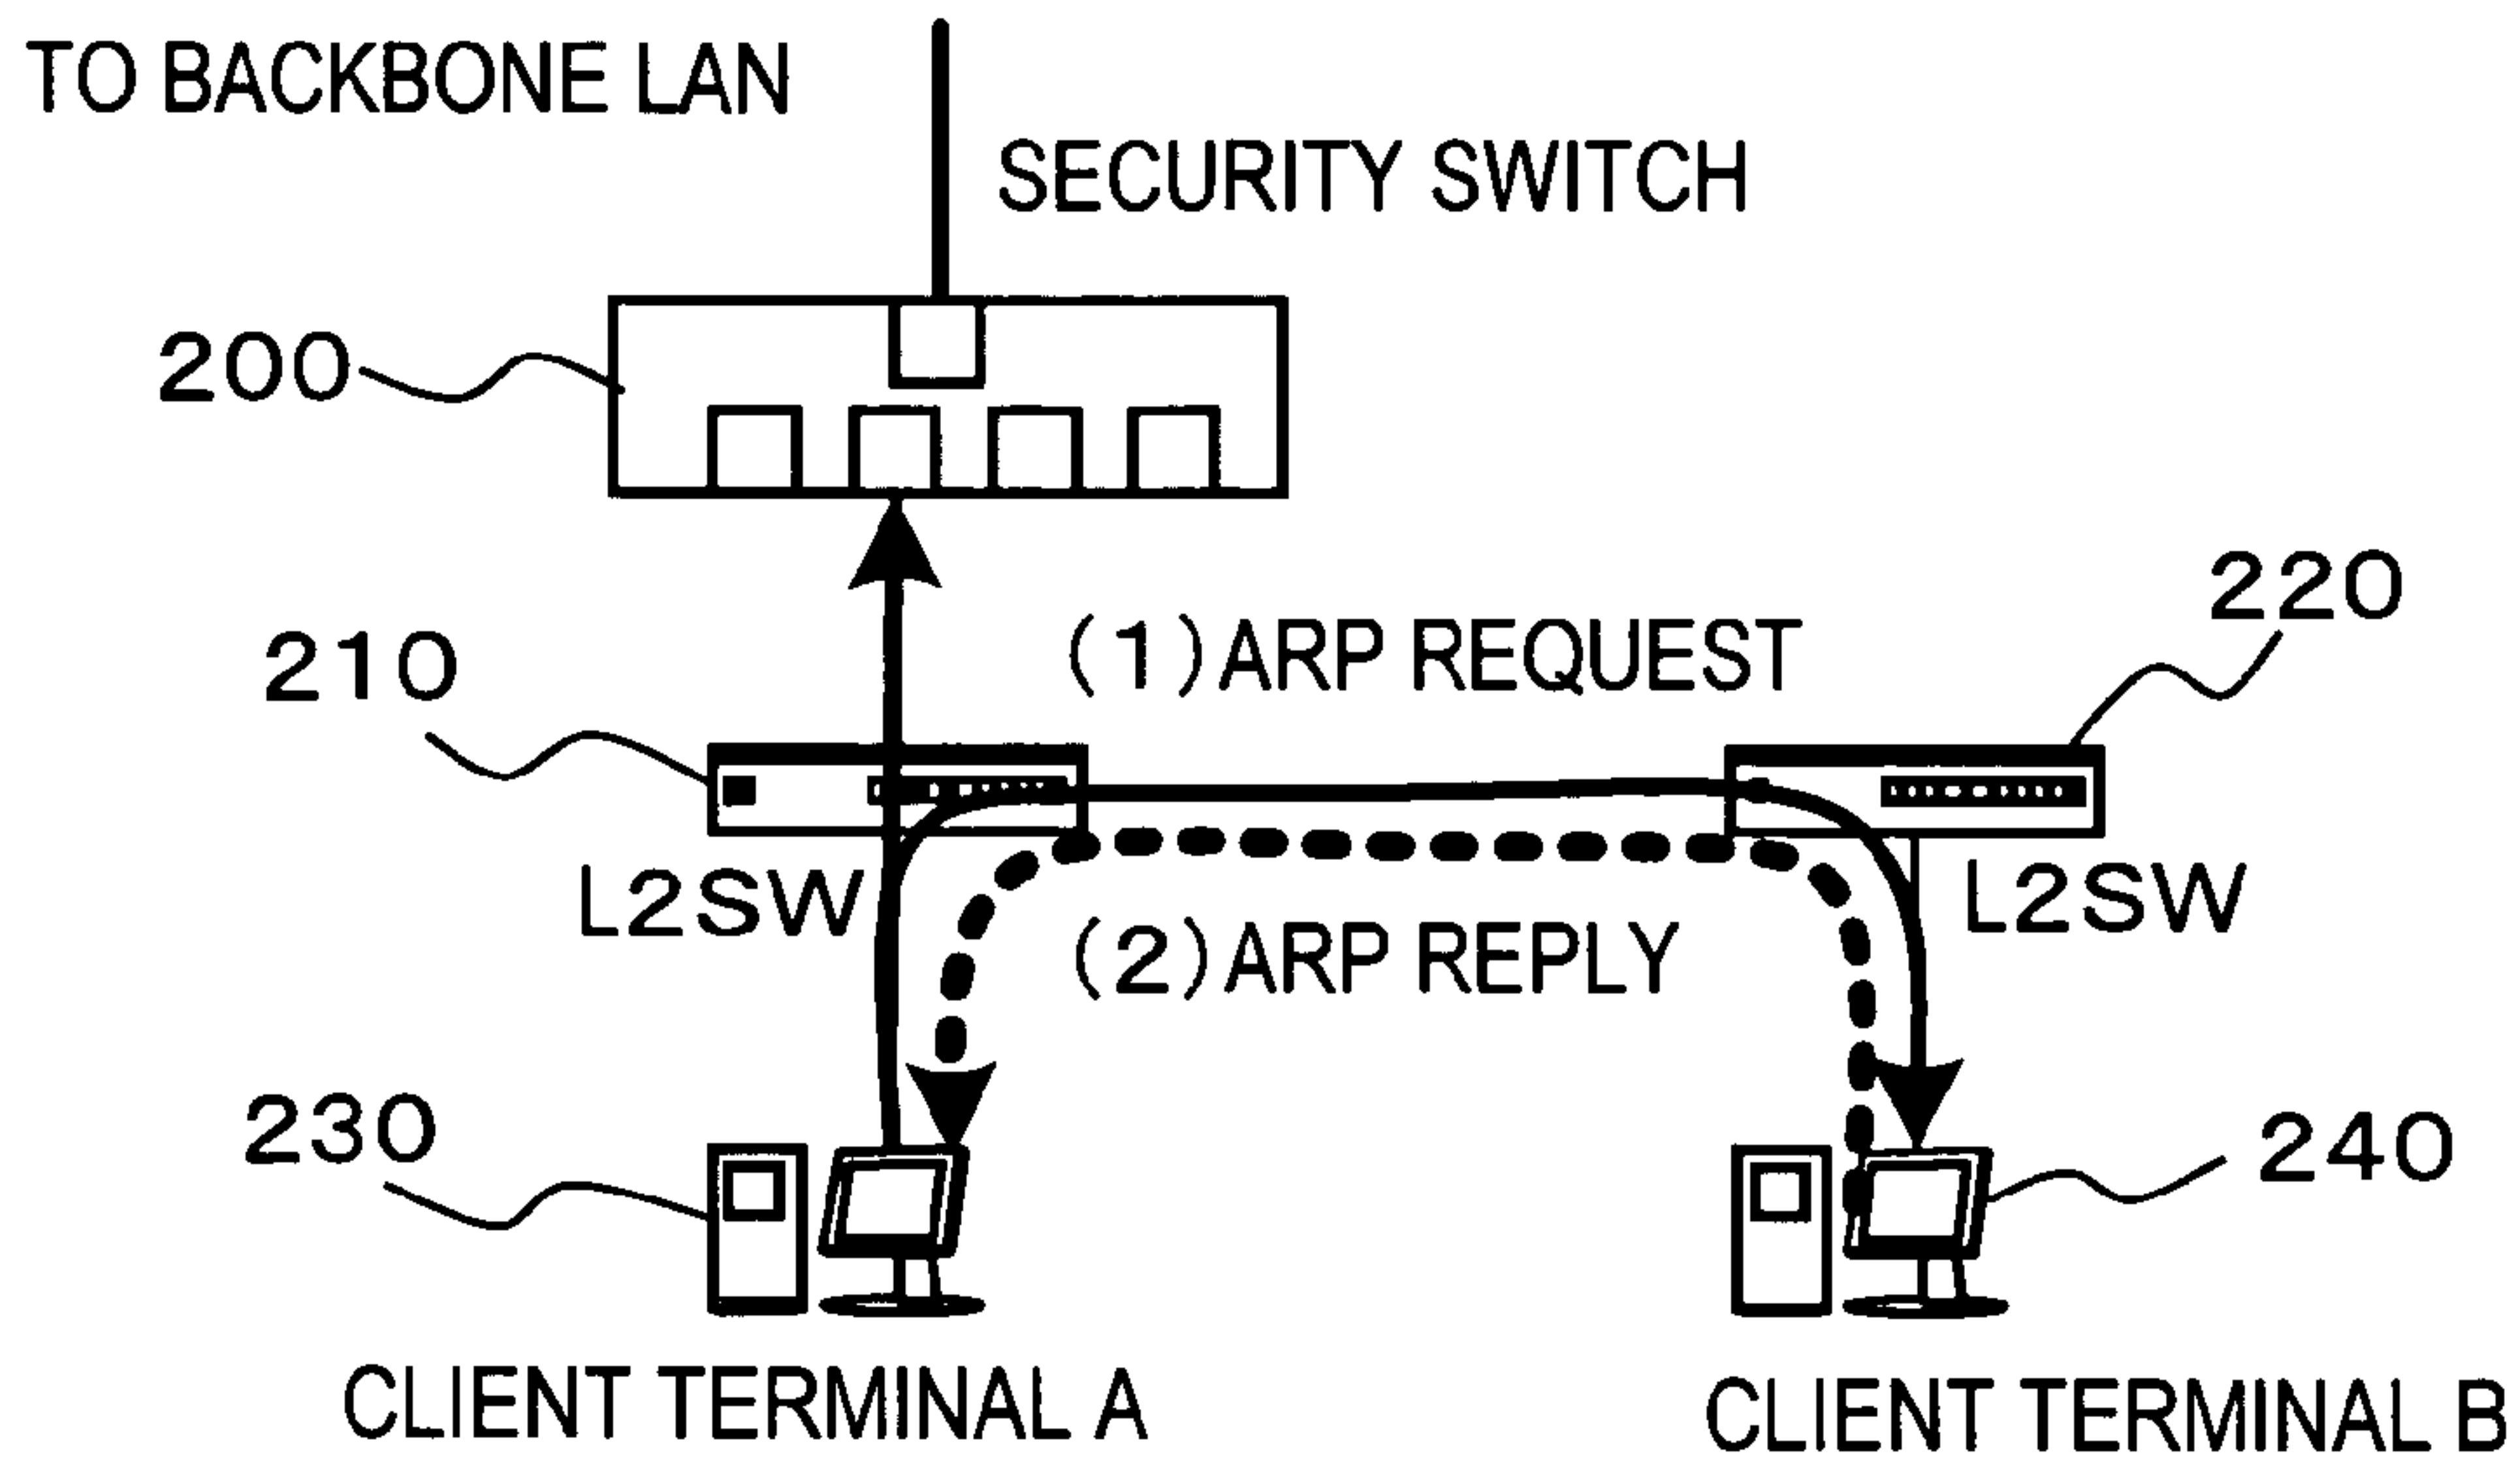 TO BACKBONE LAN
SECURITY SWITCH
200
220
210
(1)ARP REQUEST
L2SW
L2SW
(2)ARP REPLY
230
240
CLIENT TERMINAL A
CLIENT TERMINAL B